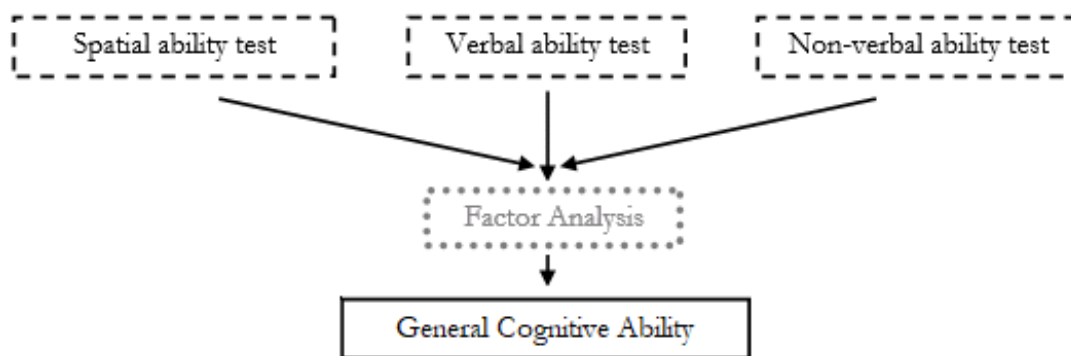 Spatial ability test
Verbal ability test
Non-verbal ability test
Factor Analysis
General Cognitive Ability